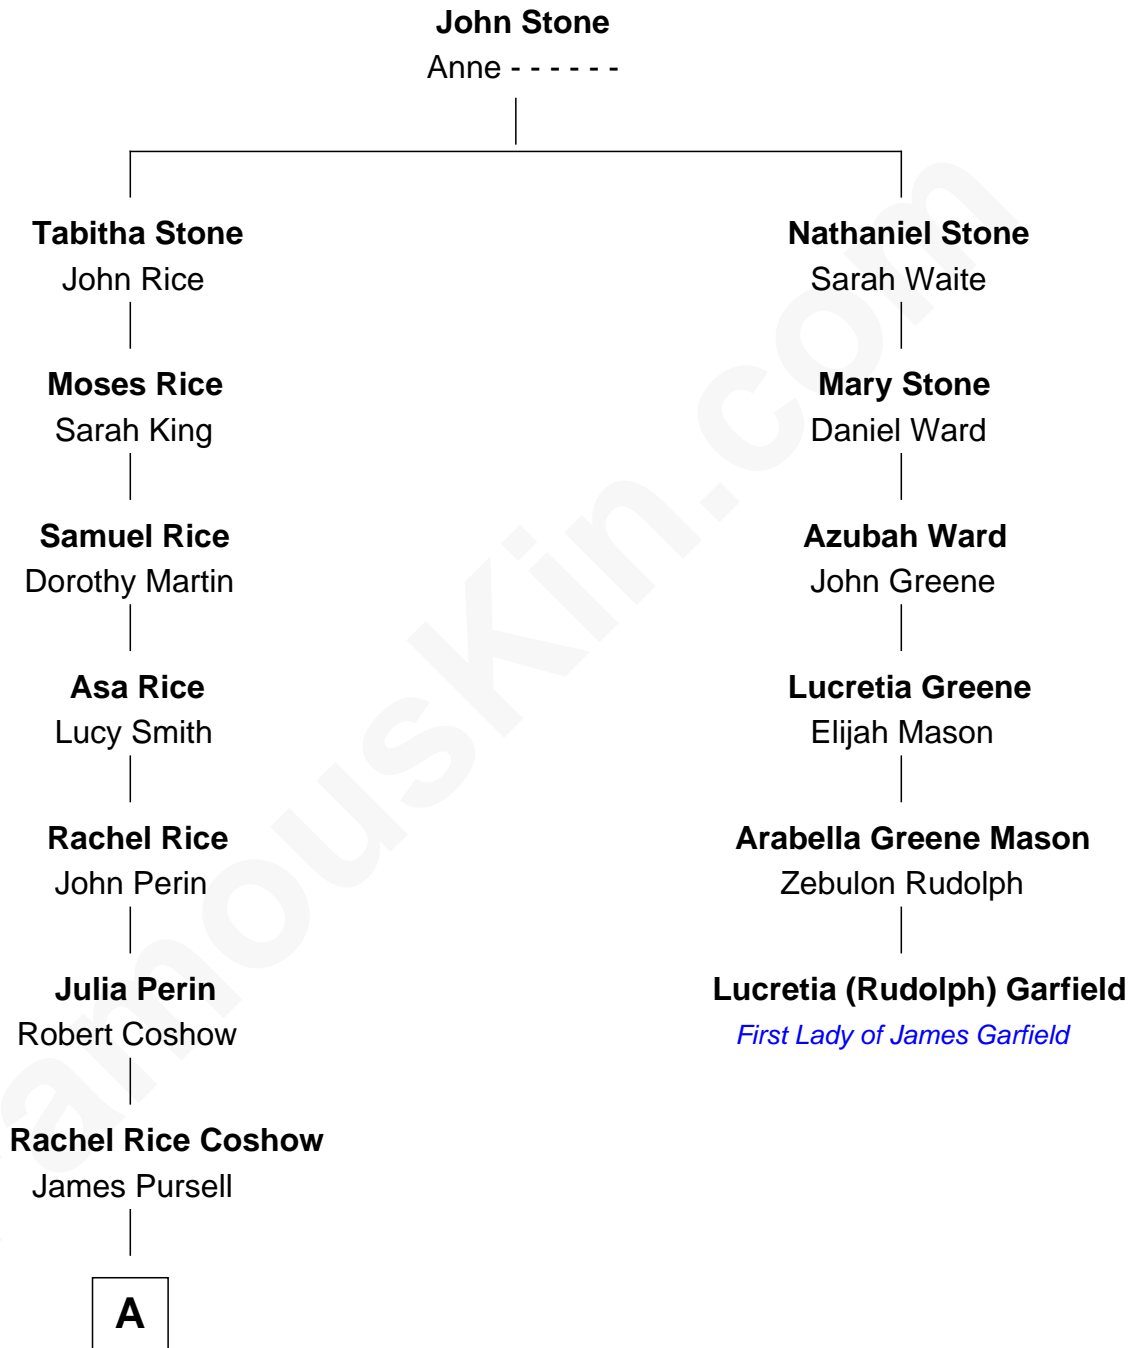 John Stone
Anne - - - - - -
Tabitha Stone
John Rice
Nathaniel Stone
Sarah Waite
Moses Rice
Sarah King
Mary Stone
Daniel Ward
Samuel Rice
Dorothy Martin
Azubah Ward
John Greene
Asa Rice
Lucy Smith
Lucretia Greene
Elijah Mason
Rachel Rice
John Perin
Arabella Greene Mason
Zebulon Rudolph
Julia Perin
Robert Coshow
Lucretia (Rudolph) Garfield
First Lady of James Garfield
Rachel Rice Coshow
James Pursell
A
amousKin.com